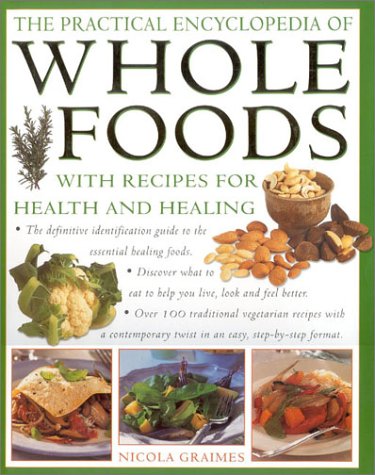 THE PRACTICAL ENCYCLOPEDIA OF
WHOLE
FOODS
WITH RECIPES FOR
HEALTH AND HEALING
• The definitive identification guide to the
essential healing foods.
• Discover what to
eat to help you live, look and feel better.
• Over 100 traditional vegetarian recipes with
a contemporary twist in an easy, step-by-step format.
NICOLA GRAIMES